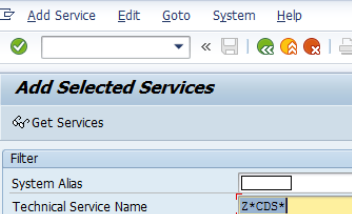 Add Service Edit Goto System Help
Add Selected Services
Get Services
Filter
System Alias
Technical Service Name Z*CDS*